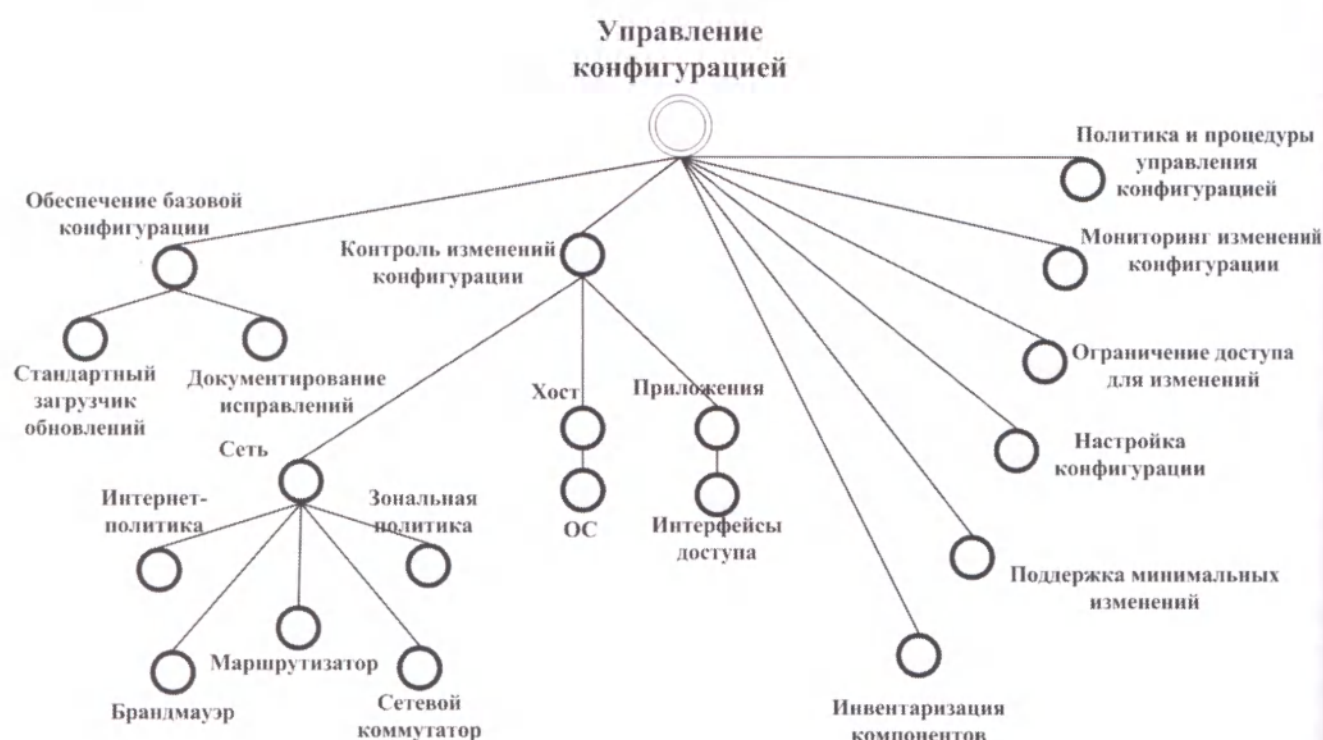 Управление
конфигурацией
Политика и процедуры
управления
конфигурацией
Обеспечение базовой
конфигурации
Контроль изменений
конфигурации
Мониторинг изменений
конфигурации
Ограничение доступа
для изменений
Стандартный
загрузчик
обновлений
Документирование
исправлений
Хост
Приложения
Сеть
Настройка
конфигурации
Интернет-
политика
Зональная
политика
ОС
Интерфейсы
доступа
Поддержка минимальных
изменений
Маршрутизатор
Брандмауэр
Сетевой
коммутатор
Инвентаризация
компонентов